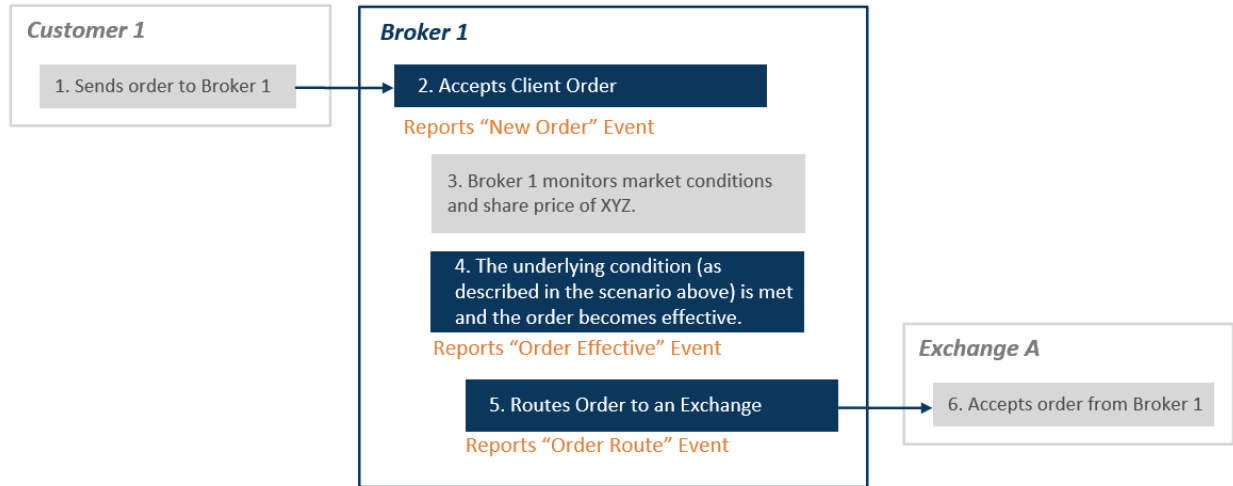 Customer 1
1. Sends order to Broker 1
Broker 1
2. Accepts Client Order
Reports “New Order” Event
3. Broker 1 monitors market conditions
and share price of XYZ.
4. The underlying condition (as
described in the scenario above) is met
and the order becomes effective.
Reports “Order Effective” Event
5. Routes Order to an Exchange
Reports “Order Route” Event
Exchange A
6. Accepts order from Broker 1